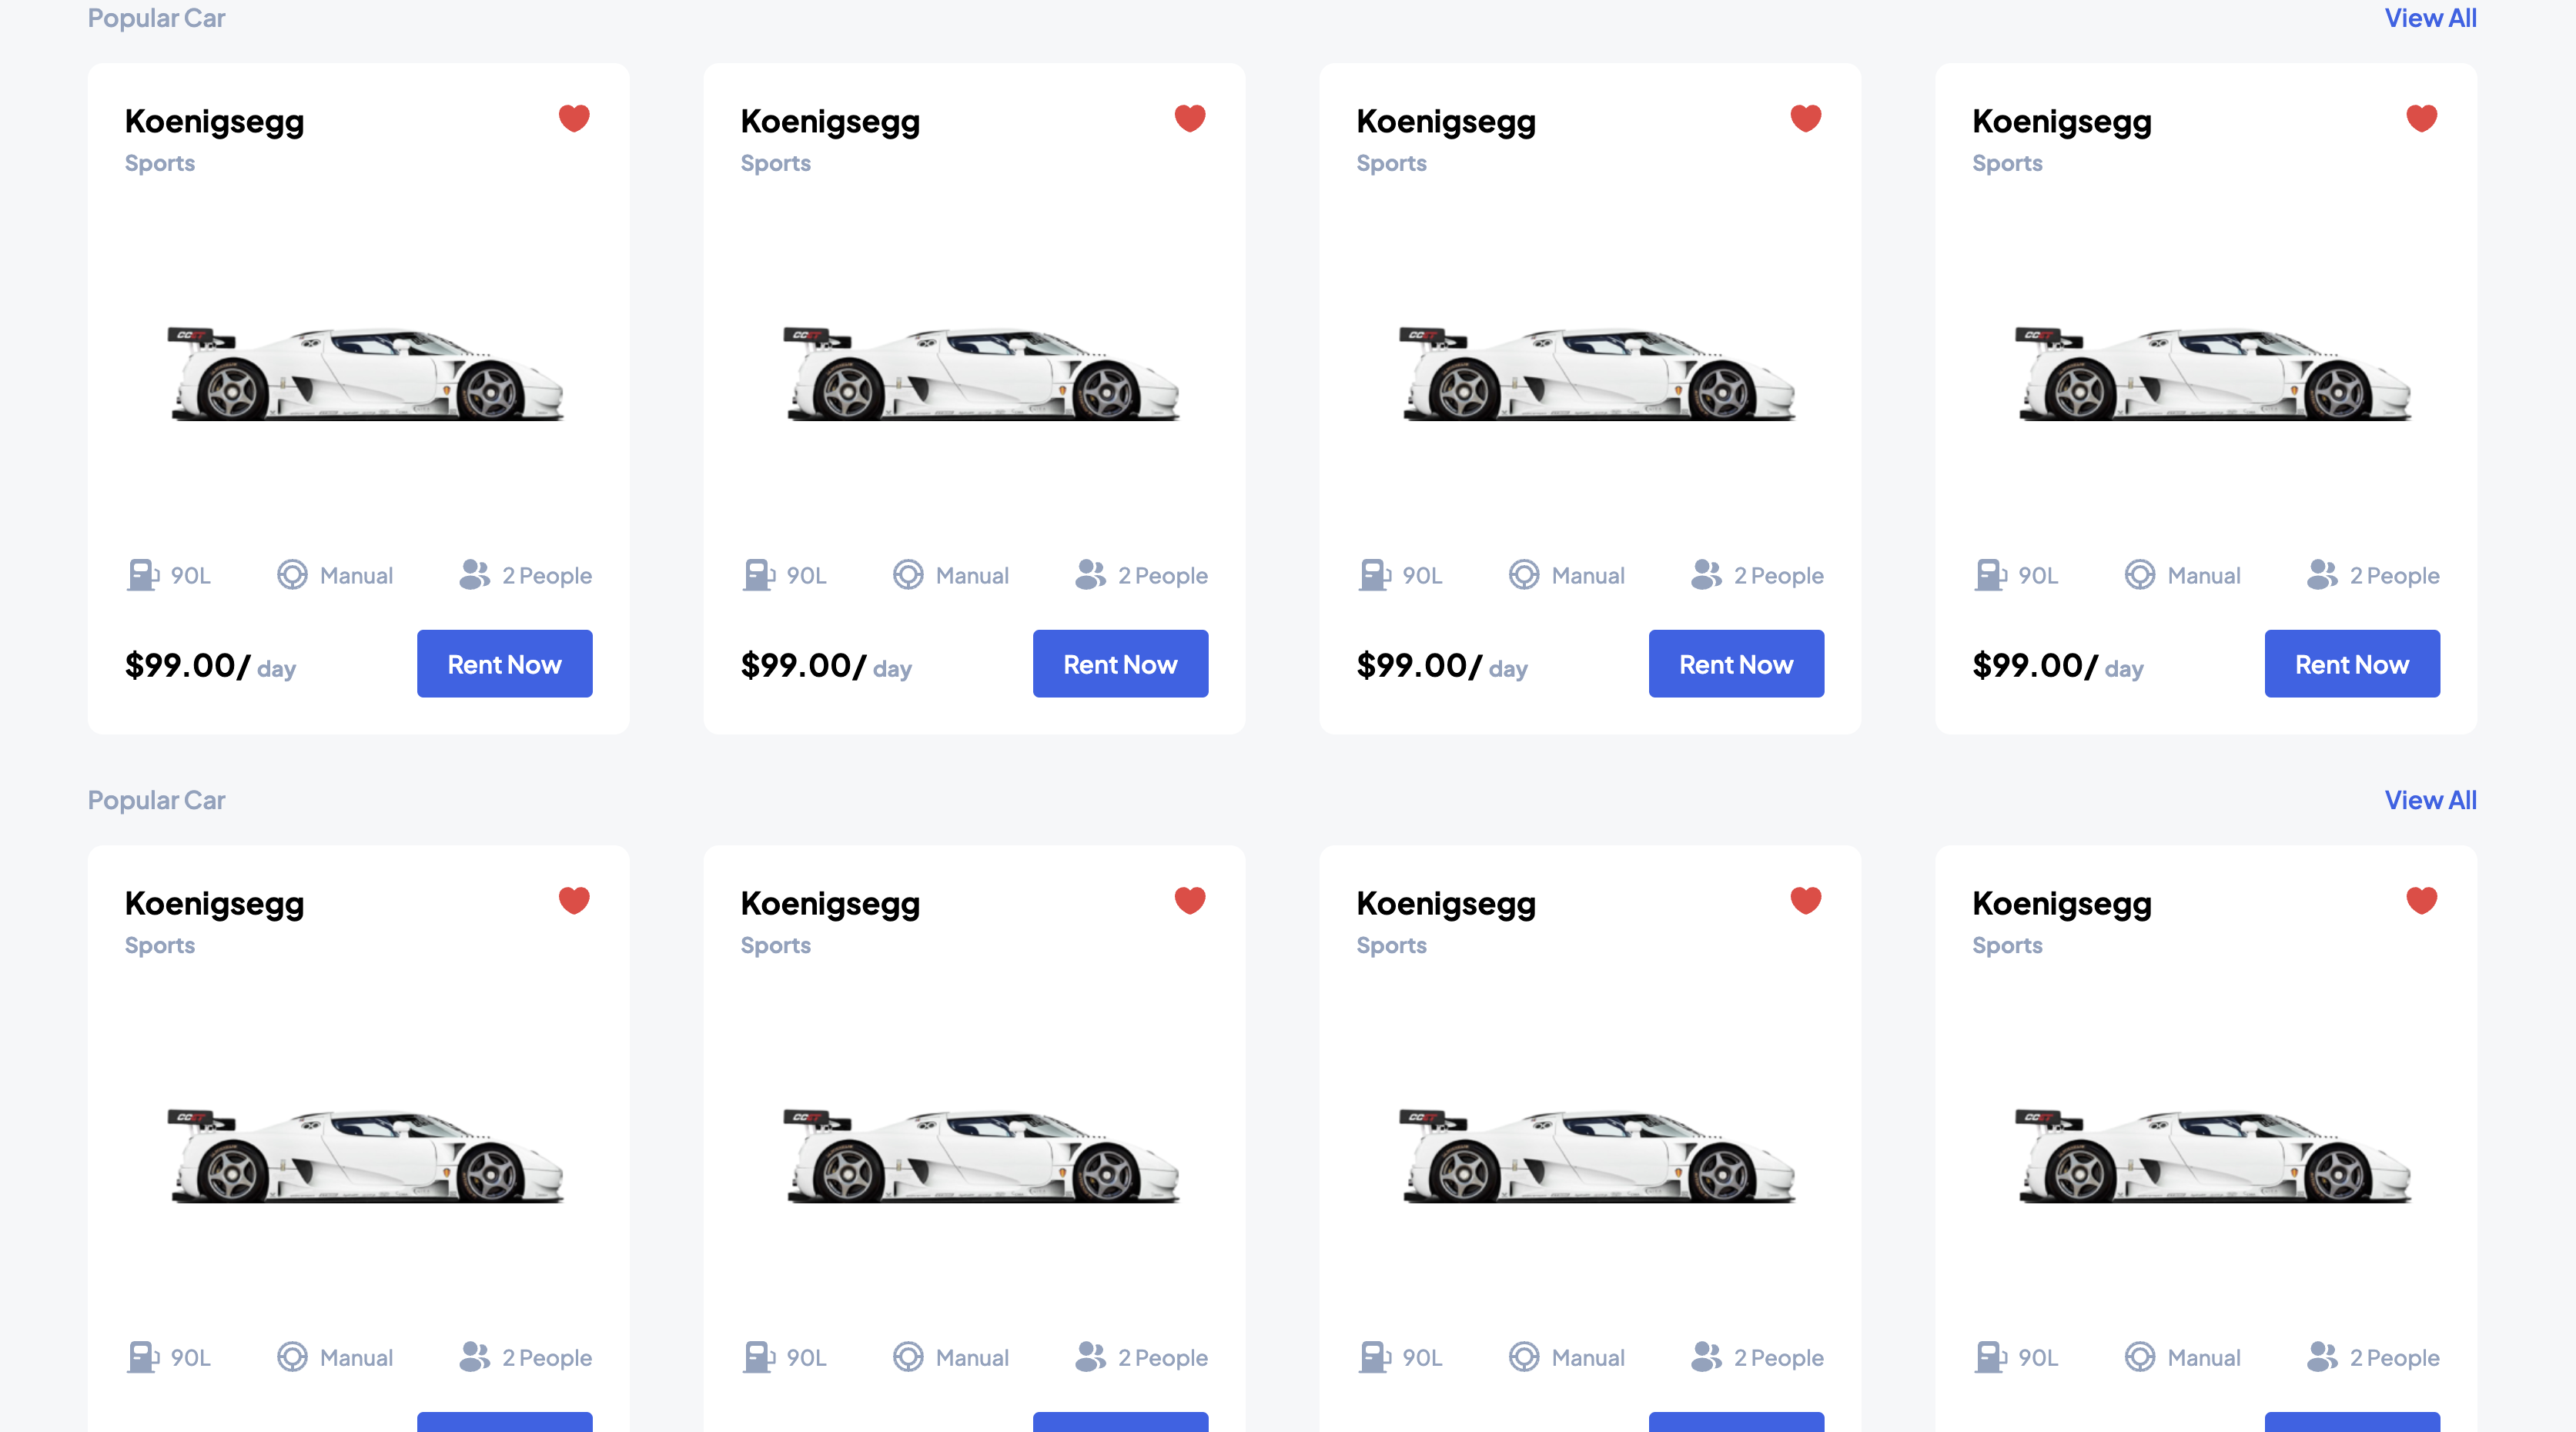 Popular Car View All
Koenigsegg Koenigsegg Koenigsegg Koenigsegg
Sports Sports Sports Sports
90L Manual 2 People 90L Manual 2 People 90L Manual 2 People 90L Manual 2 People
$99.00/ day Rent Now $99.00/ day Rent Now $99.00/ day Rent Now $99.00/ day Rent Now
Popular Car View All
Koenigsegg Koenigsegg Koenigsegg Koenigsegg
Sports Sports Sports Sports
90L Manual 2 People 90L Manual 2 People 90L Manual 2 People 90L Manual 2 People